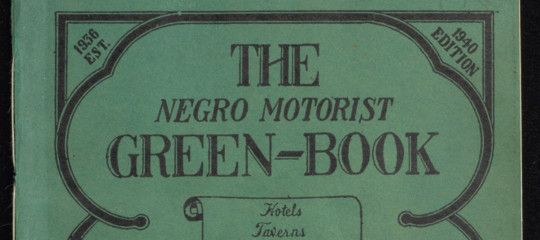 1936
EST.
1940
EDITION
THE
NEGRO MOTORIST
GREEN-BOOK
Hotels
Taverns